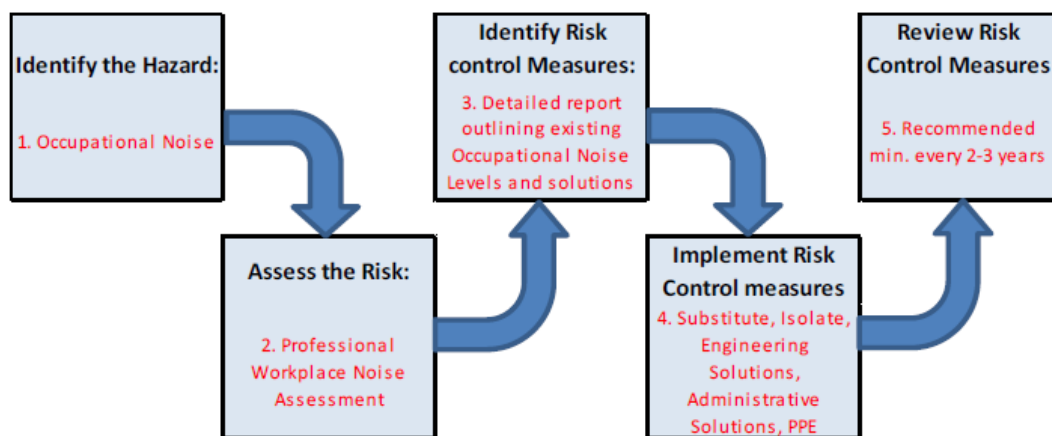 Identify the Hazard:
1. Occupational Noise
Assess the Risk:
2. Professional
Workplace Noise
Assessment
Identify Risk
control Measures:
3. Detailed report
outlining existing
Occupational Noise
Levels and solutions
Implement Risk
Control measures
4. Substitute, Isolate,
Engineering
Solutions,
Administrative
Solutions, PPE
Review Risk
Control Measures
5. Recommended
min. every 2-3 years